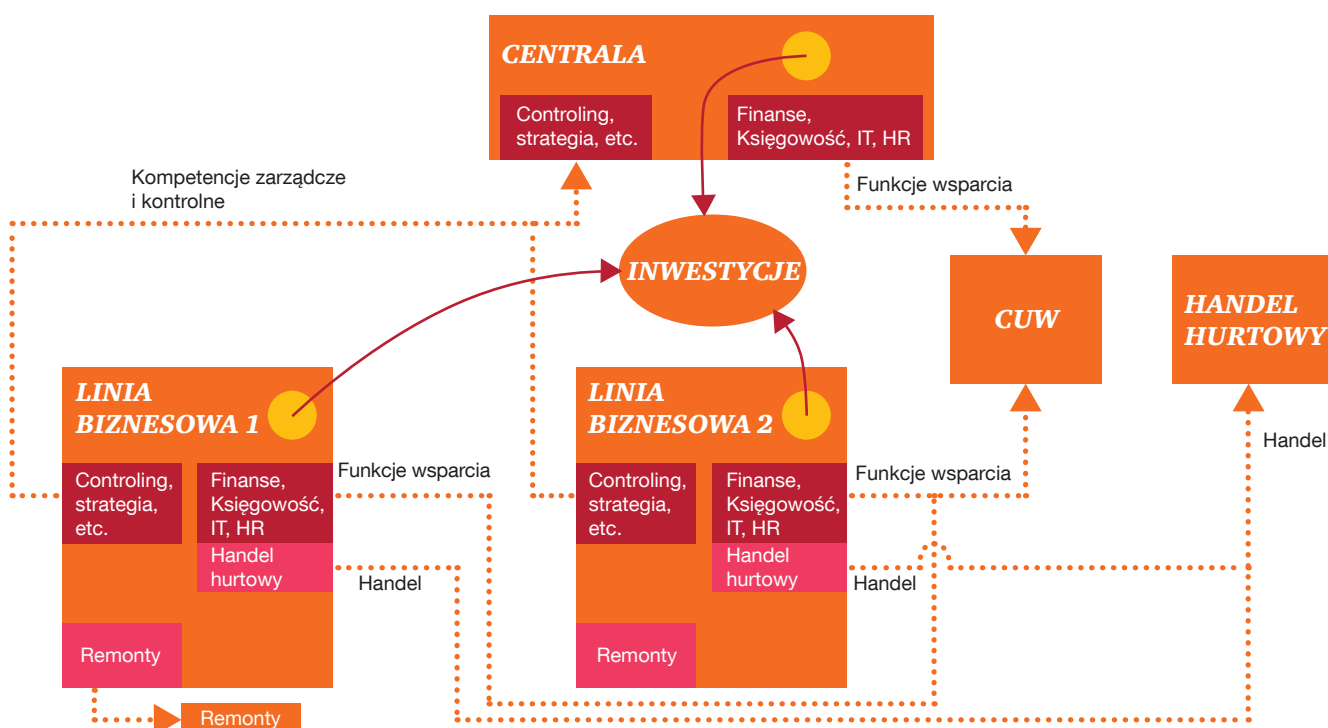 CENTRALA
Controling,
strategia, etc.
Finanse,
Księgowość, IT, HR
Kompetencje zarządcze
i kontrolne
Funkcje wsparcia
INWESTYCJE
CUW
HANDEL
HURTOWY
LINIA
BIZNESOWA 1
Controling,
strategia,
etc.
Finanse,
Księgowość,
IT, HR
Handel
hurtowy
Remonty
Remonty
Funkcje wsparcia
Handel
LINIA
BIZNESOWA 2
Controling,
strategia,
etc.
Finanse,
Księgowość,
IT, HR
Handel
hurtowy
Remonty
Funkcje wsparcia
Handel
Handel